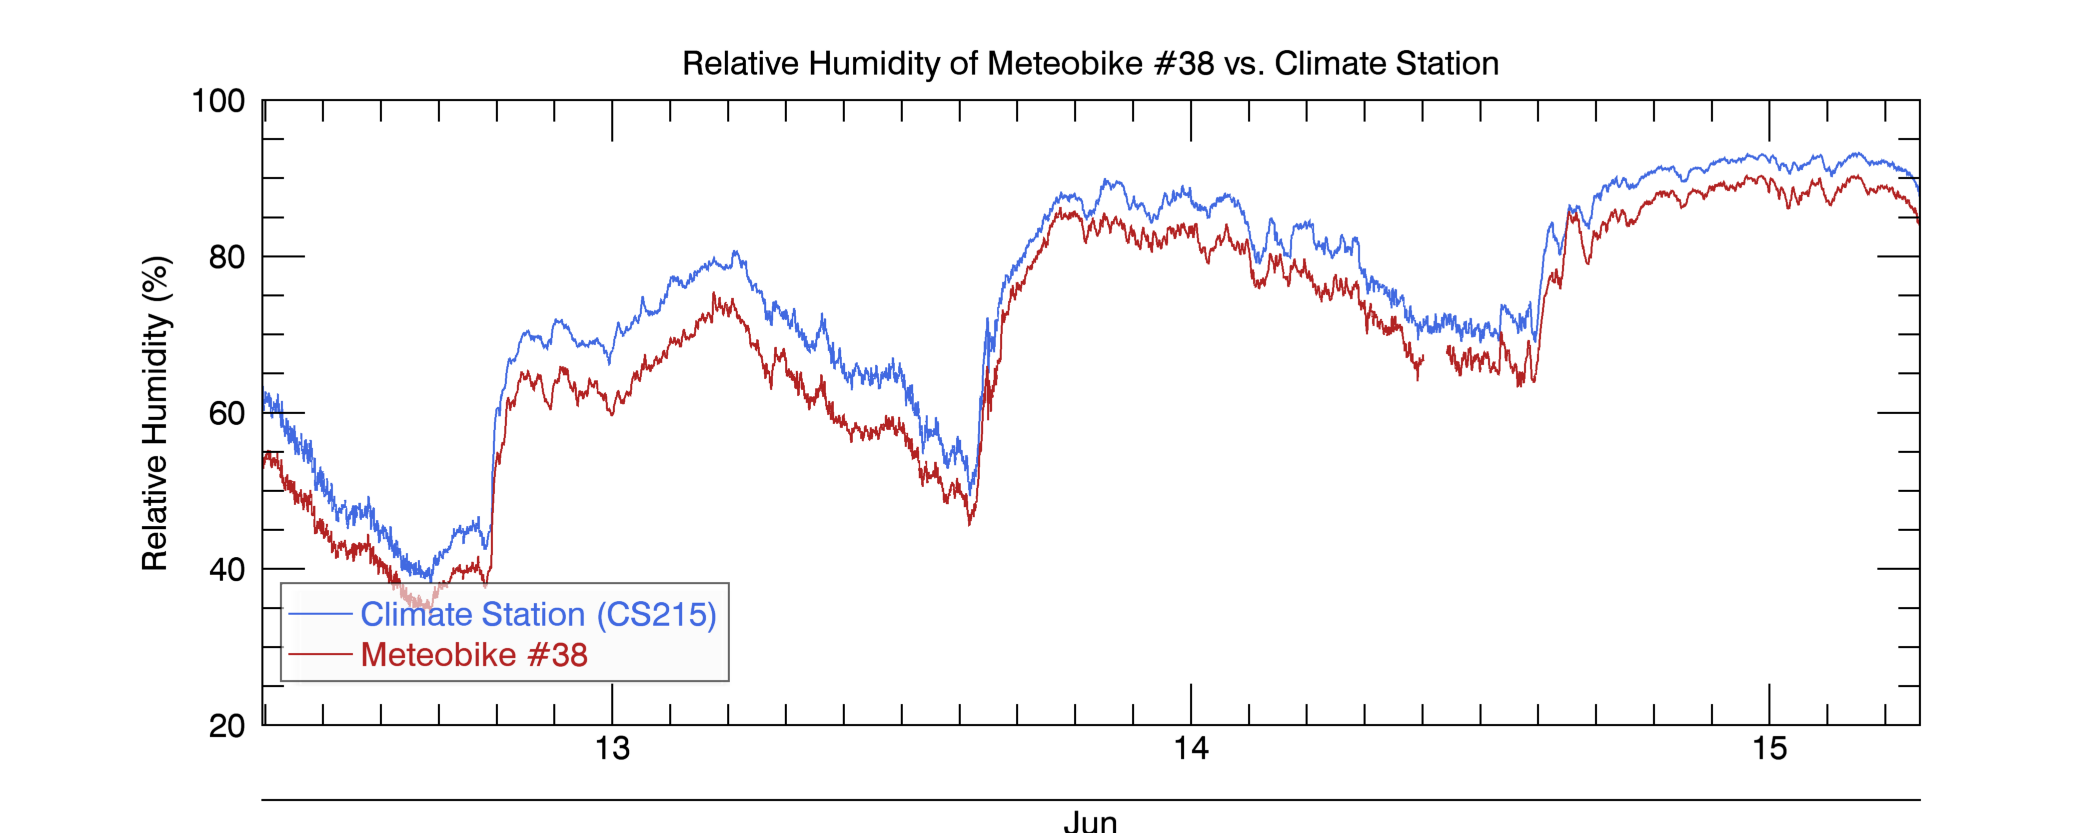 Relative Humidity of Meteobike #38 vs. Climate Station
Relative Humidity (%)
100
80
60
40
20
Climate Station (CS215)
Meteobike #38
13
14
15
Jun